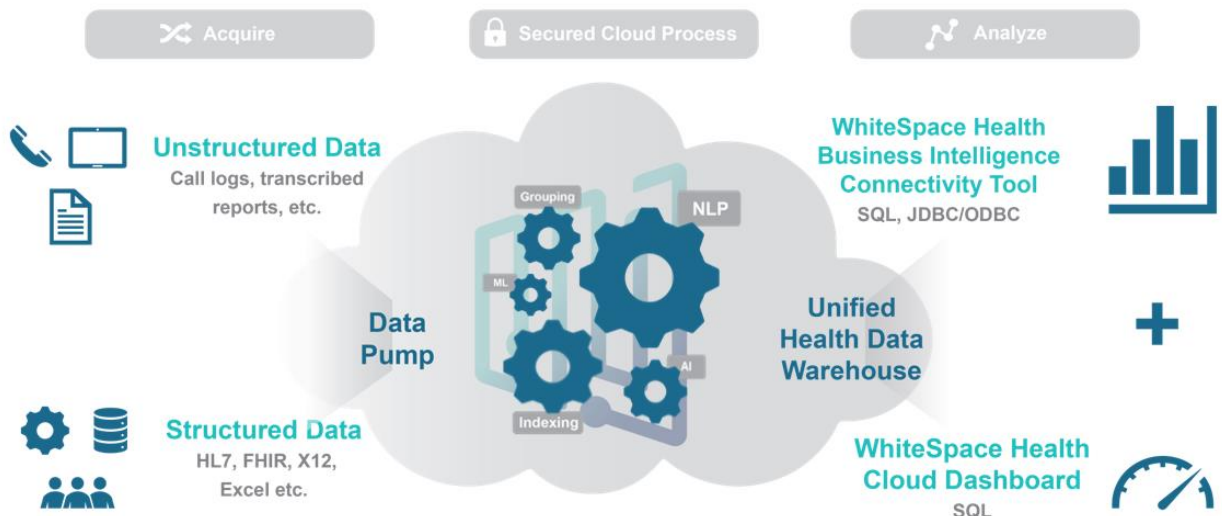 Acquire
Secured Cloud Process
Analyze
Unstructured Data
Call logs, transcribed
reports, etc.
Structured Data
HL7, FHIR, X12,
Excel etc.
Data
Pump
Grouping
NLP
ML
AI
Indexing
Unified
Health Data
Warehouse
WhiteSpace Health
Business Intelligence
Connectivity Tool
SQL, JDBC/ODBC
+
WhiteSpace Health
Cloud Dashboard
SQL